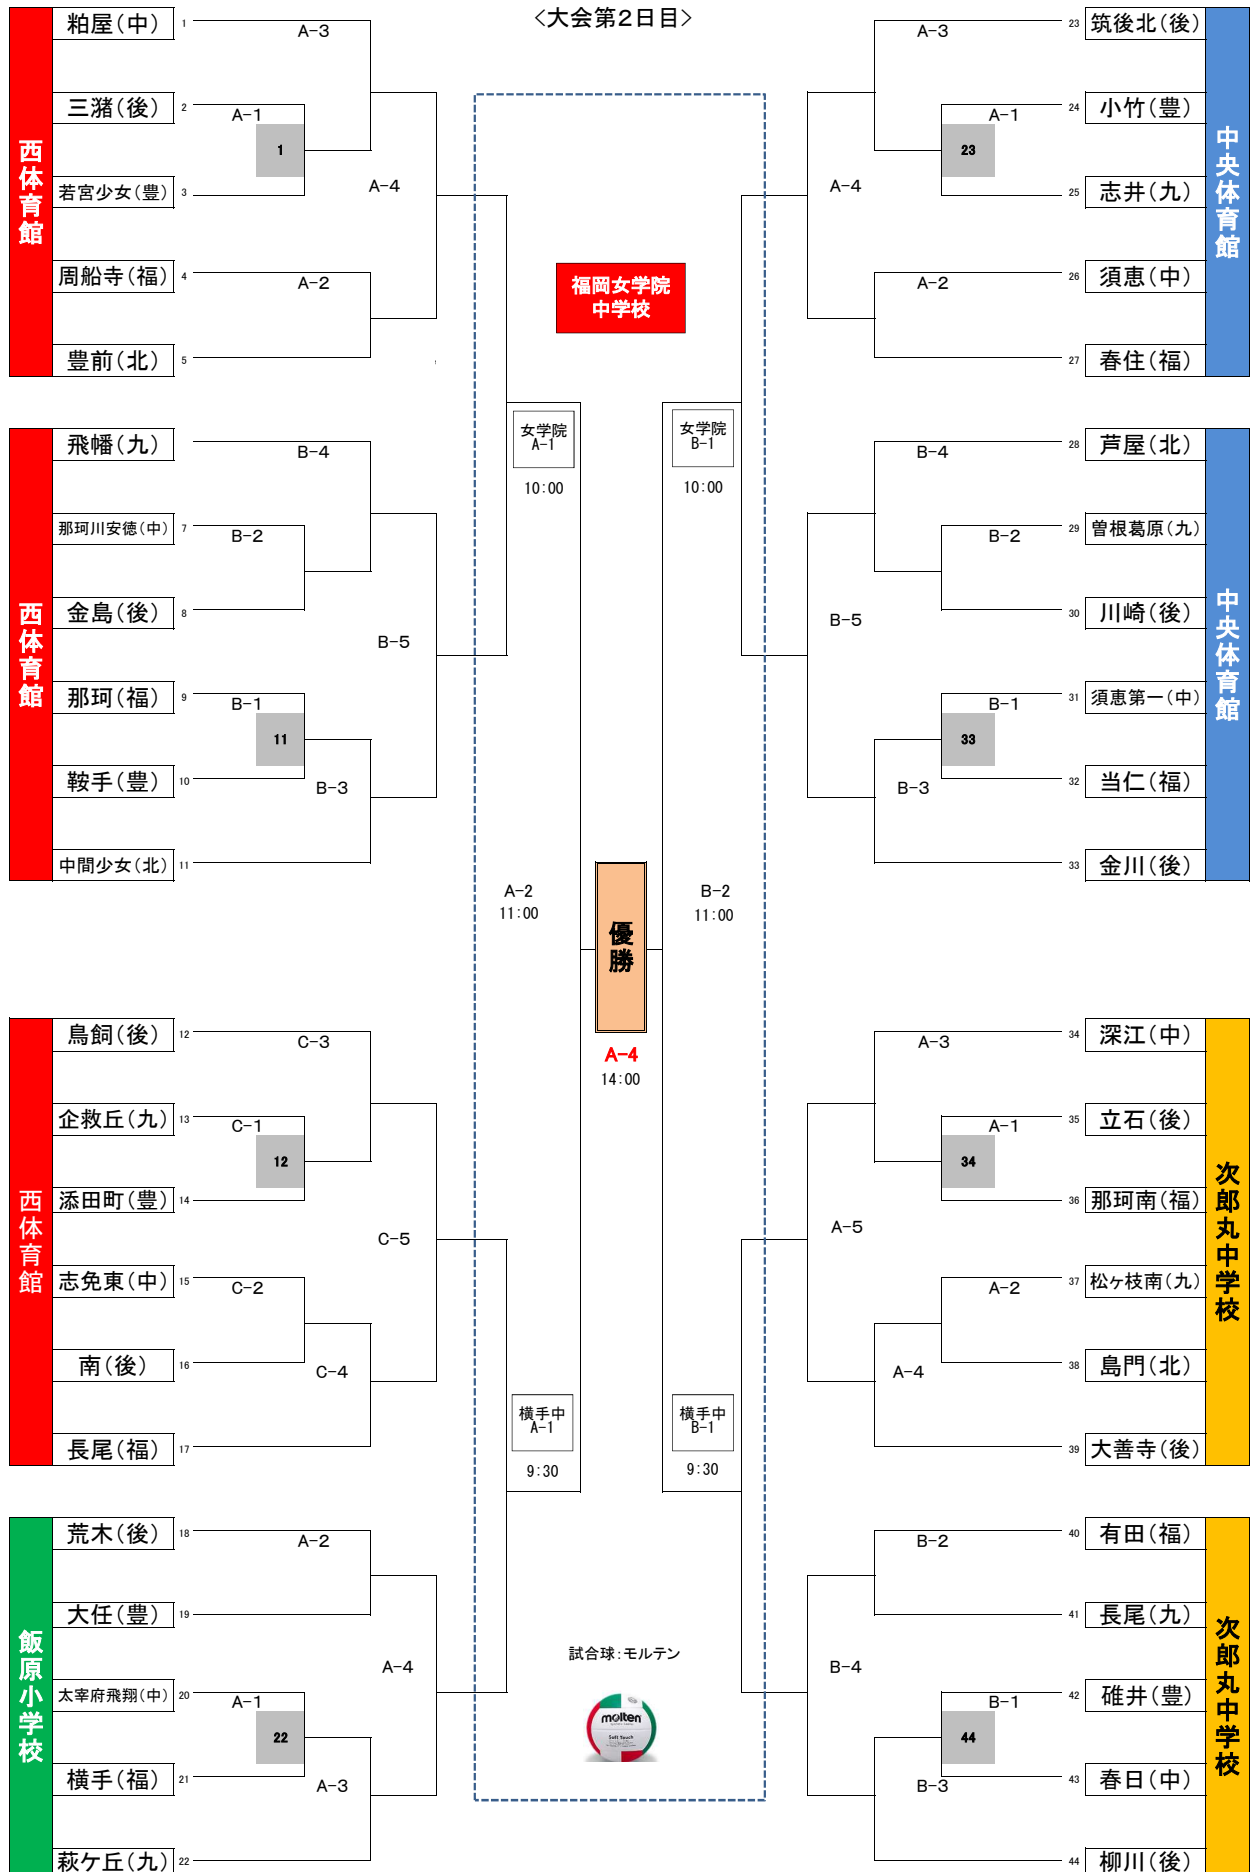 <大会第2日目>
西体育館
粕屋(中) 1
A-3
三潴(後) 2
A-1
1
若宮少女(豊) 3
A-4
周船寺(福) 4
A-2
豊前(北) 5
西体育館
飛幡(九)
B-4
那珂川安徳(中) 7
B-2
金島(後) 8
B-5
那珂(福) 9
B-1
11
鞍手(豊) 10
B-3
中間少女(北) 11
西体育館
鳥飼(後) 12
C-3
企救丘(九) 13
C-1
12
添田町(豊) 14
C-5
志免東(中) 15
C-2
南(後) 16
C-4
長尾(福) 17
飯原小学校
荒木(後) 18
A-2
大任(豊) 19
A-4
太宰府飛翔(中) 20
A-1
22
横手(福) 21
A-3
萩ケ丘(九) 22
福岡女学院
中学校
女学院
A-1
10:00
女学院
B-1
10:00
A-2
11:00
B-2
11:00
優勝
A-4
14:00
横手中
A-1
9:30
横手中
B-1
9:30
試合球:モルテン
molten
Soft Touch
中央体育館
23 筑後北(後)
A-3
24 小竹(豊)
A-1
23
25 志井(九)
A-4
26 須恵(中)
A-2
27 春住(福)
中央体育館
28 芦屋(北)
B-4
29 曽根葛原(九)
B-2
30 川崎(後)
B-5
31 須恵第一(中)
B-1
33
32 当仁(福)
B-3
33 金川(後)
次郎丸中学校
34 深江(中)
A-3
35 立石(後)
A-1
34
36 那珂南(福)
A-5
37 松ヶ枝南(九)
A-2
38 島門(北)
A-4
39 大善寺(後)
次郎丸中学校
40 有田(福)
B-2
41 長尾(九)
B-4
42 碓井(豊)
B-1
44
43 春日(中)
B-3
44 柳川(後)